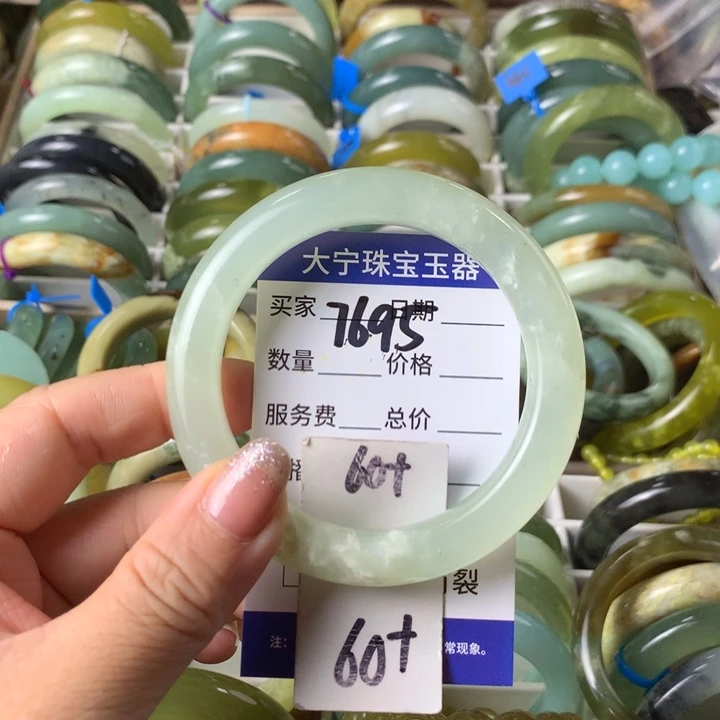 大宁珠宝玉器
买家 日期
7695
数量 价格
服务费 总价
播
60+
裂
60+
注: 常现象。